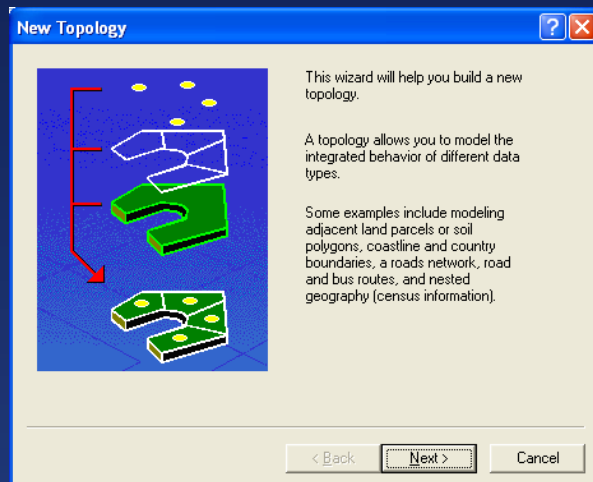 New Topology
This wizard will help you build a new
topology.
A topology allows you to model the
integrated behavior of different data
types.
Some examples include modeling
adjacent land parcels or soil
polygons, coastline and country
boundaries, a roads network, road
and bus routes, and nested
geography (census information).
< Back
Next >
Cancel